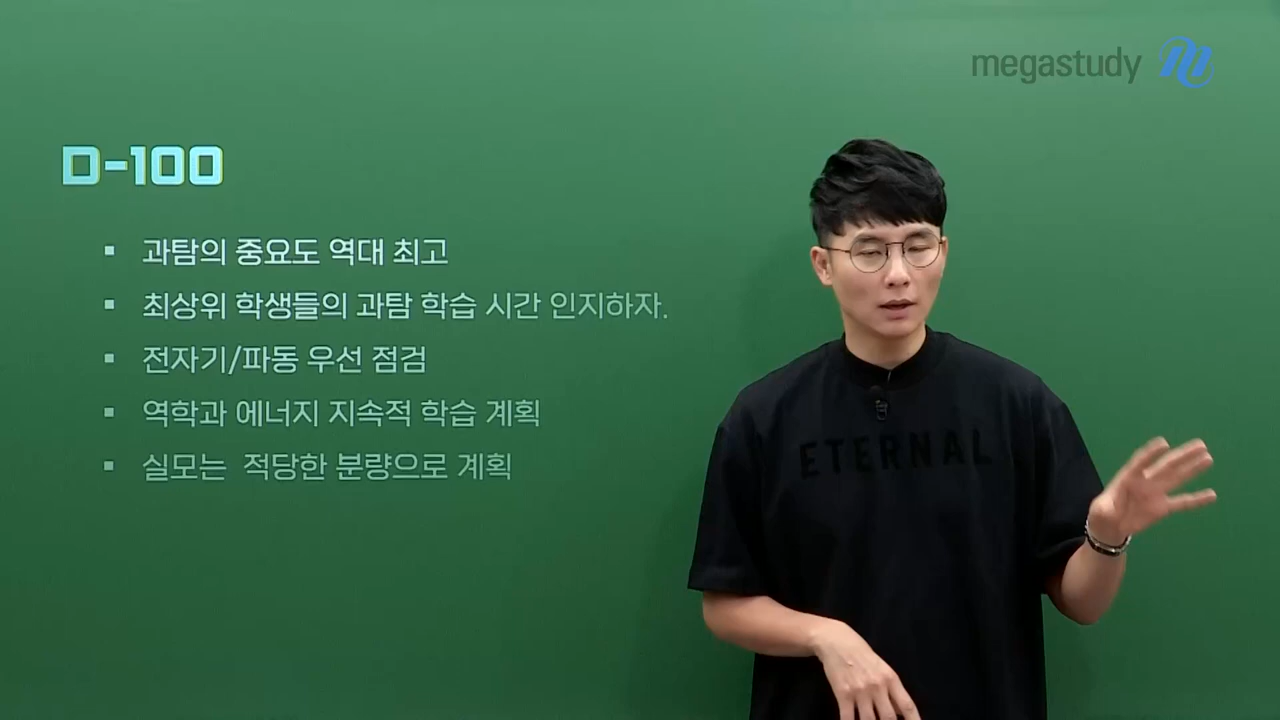 megastudy
D-100
▪ 과탐의 중요도 역대 최고
▪ 최상위 학생들의 과탐 학습 시간 인지하자.
▪ 전자기/파동 우선 점검
▪ 역학과 에너지 지속적 학습 계획
▪ 실모는 적당한 분량으로 계획
ETERNAL